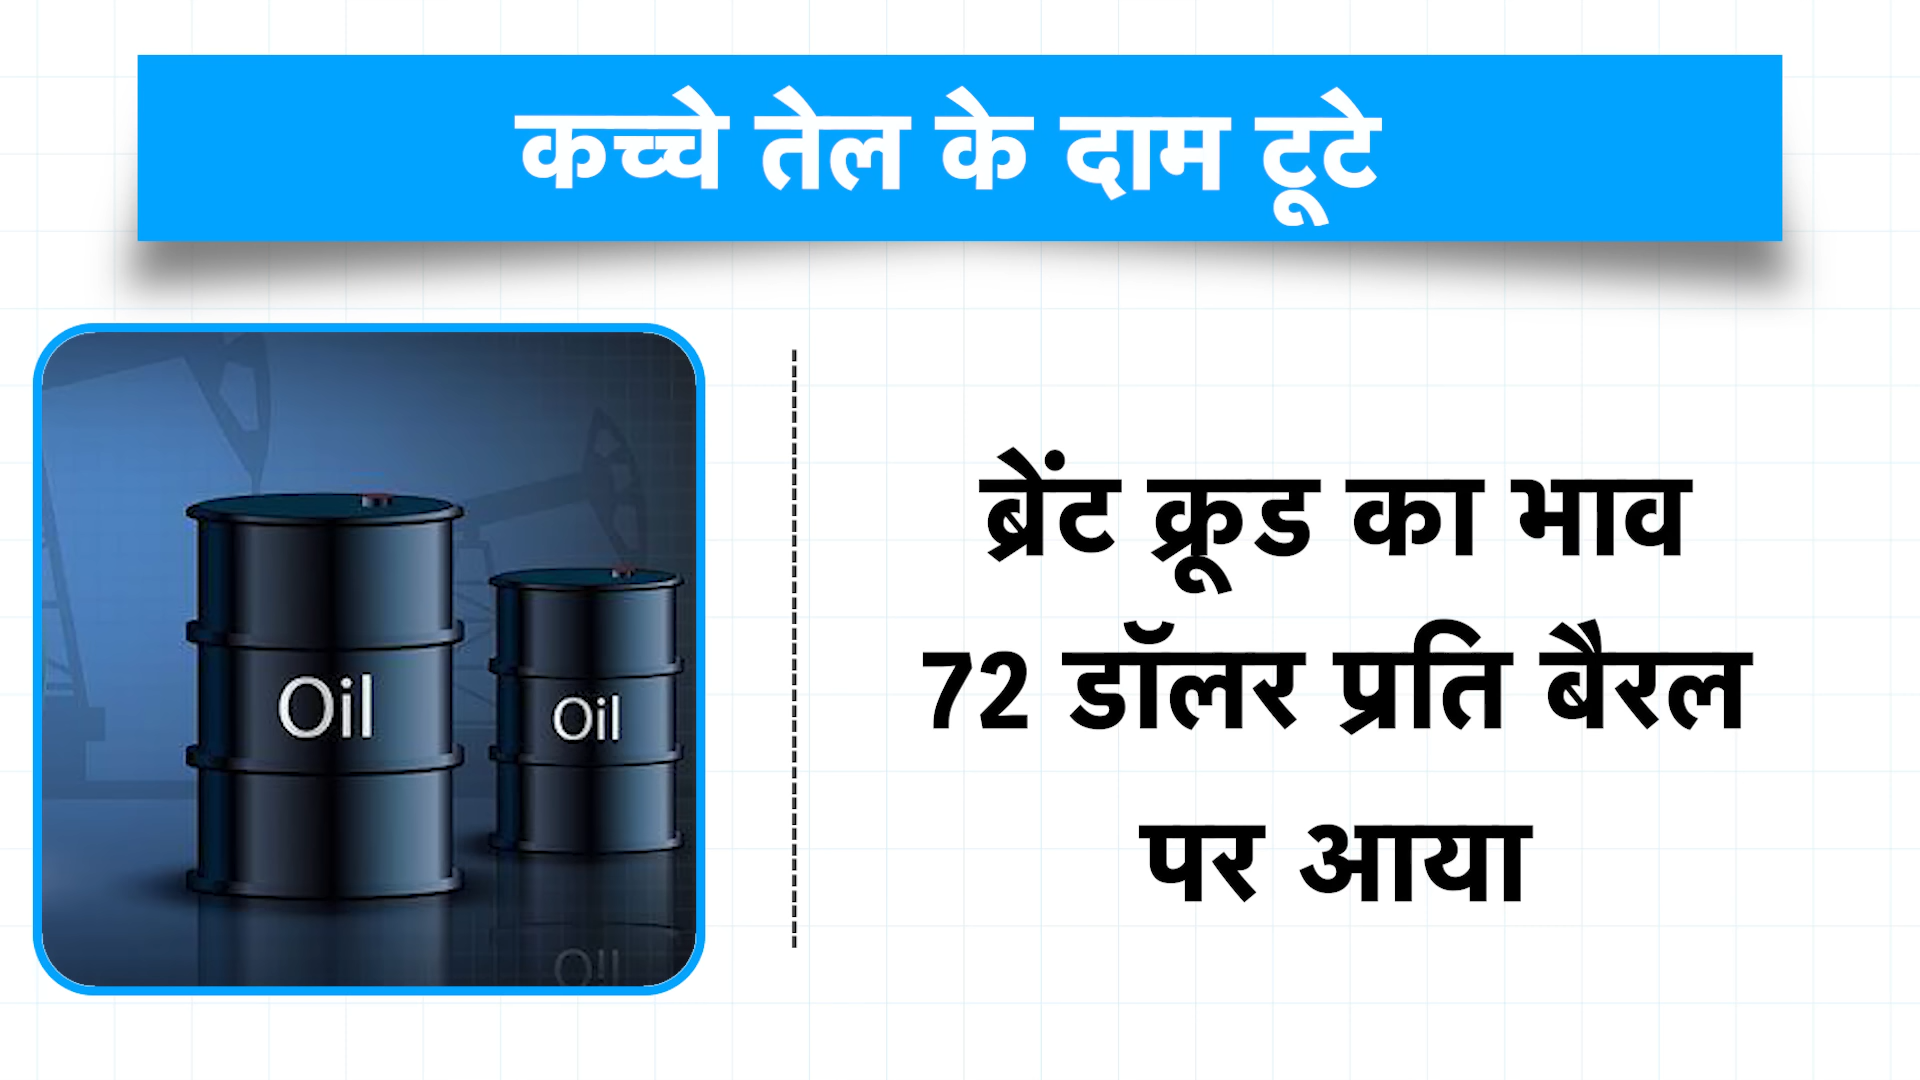 कच्चे तेल के दाम टूटे
Oil
Oil
ब्रेंट क्रूड का भाव
72 डॉलर प्रति बैरल
पर आया